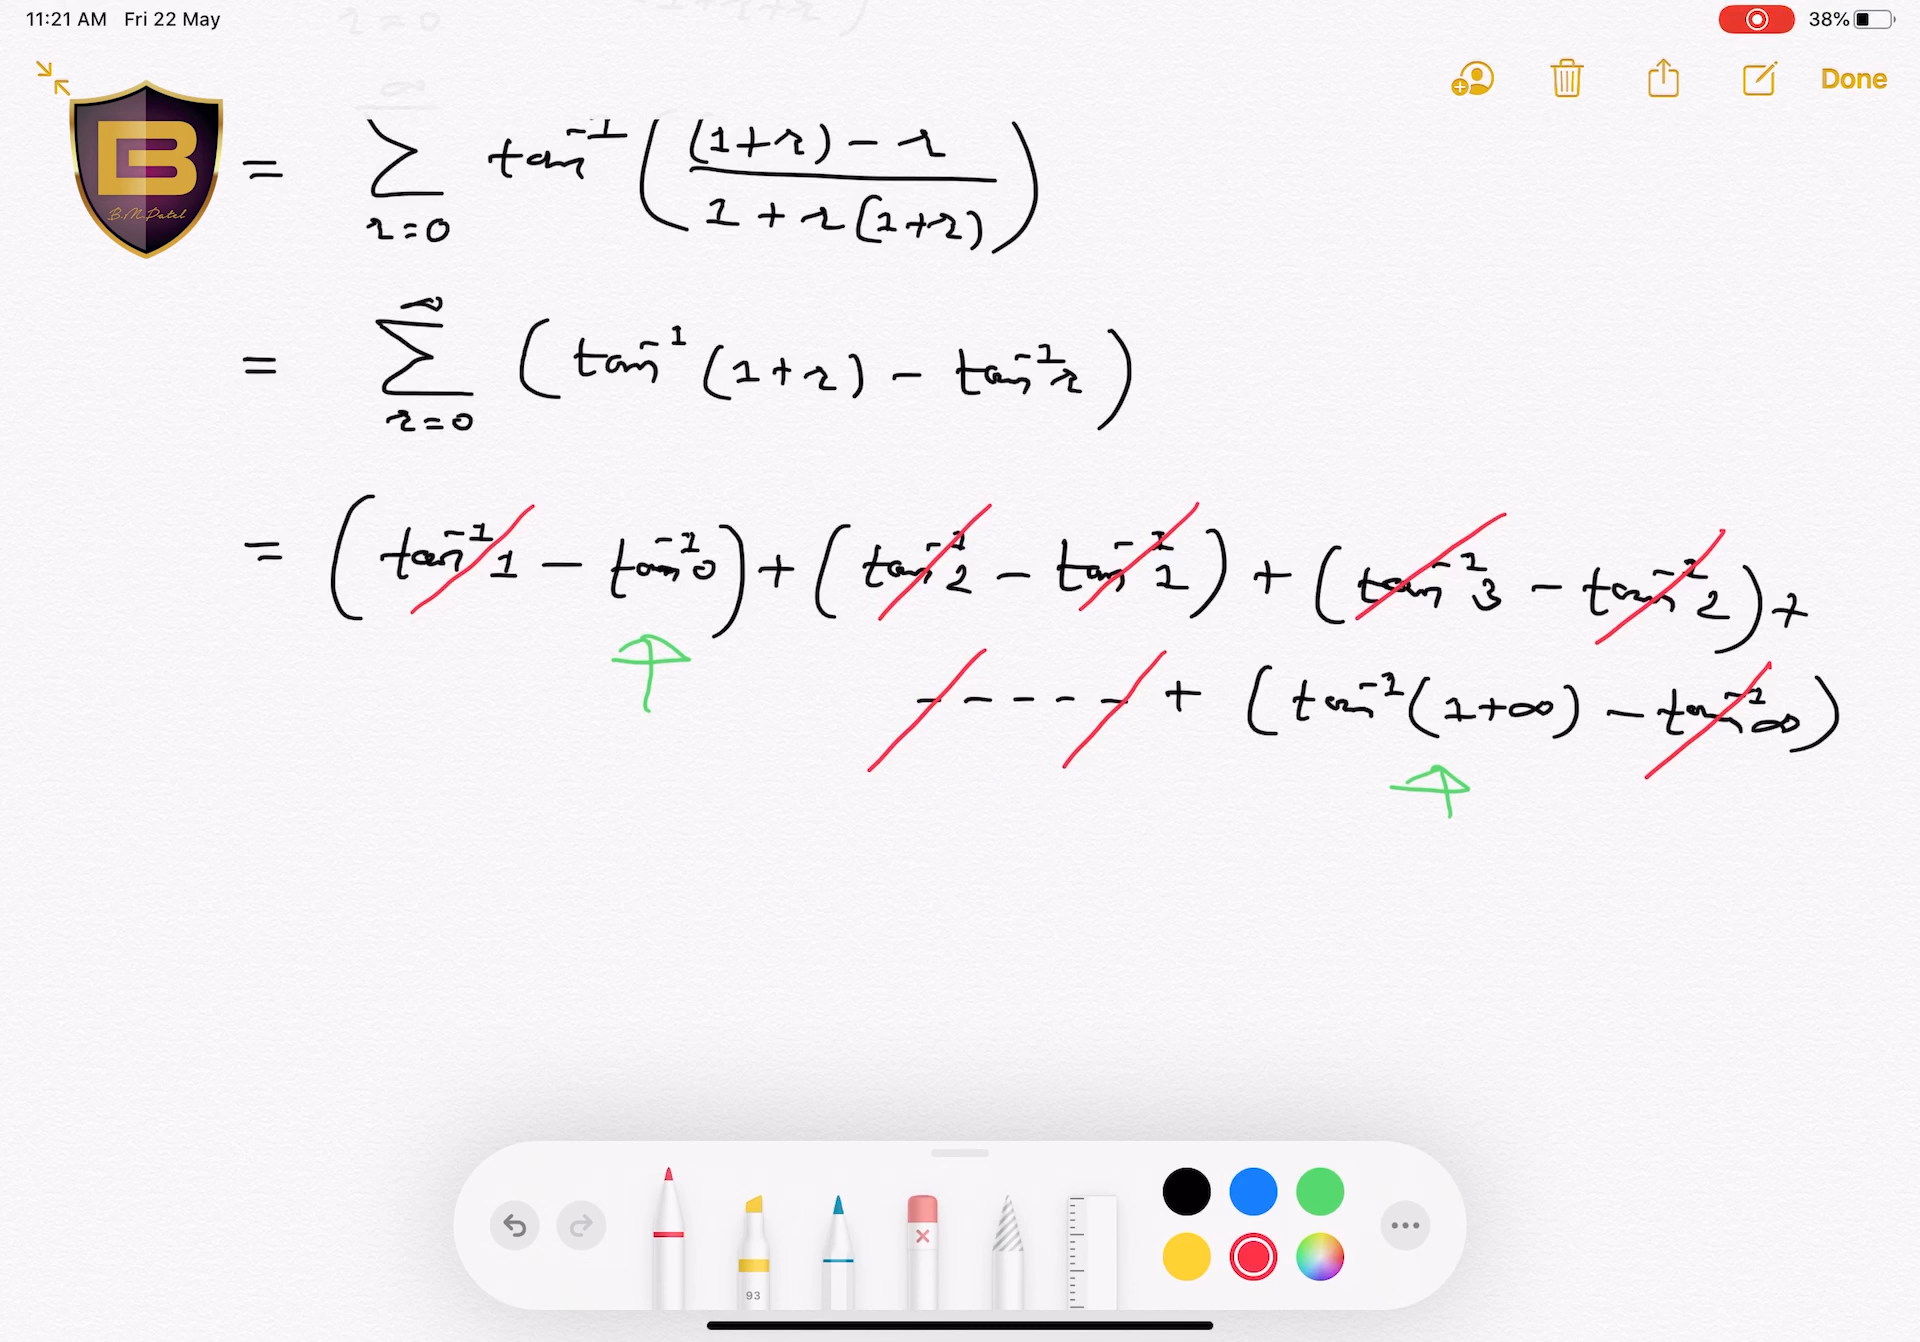 11:21 AM Fri 22 May 38%
Done
B
B.M.Patel
= ∑ r=0 tan⁻¹((1+r) - r / 1 + r(1+r))
= ∑ ∞ r=0 (tan⁻¹(1+r) - tan⁻¹r)
= (tan⁻¹1 - tan⁻¹0) + (tan⁻¹2 - tan⁻¹1) + (tan⁻¹3 - tan⁻¹2) +
- - - - - + (tan⁻¹(1+∞) - tan⁻¹∞)
93